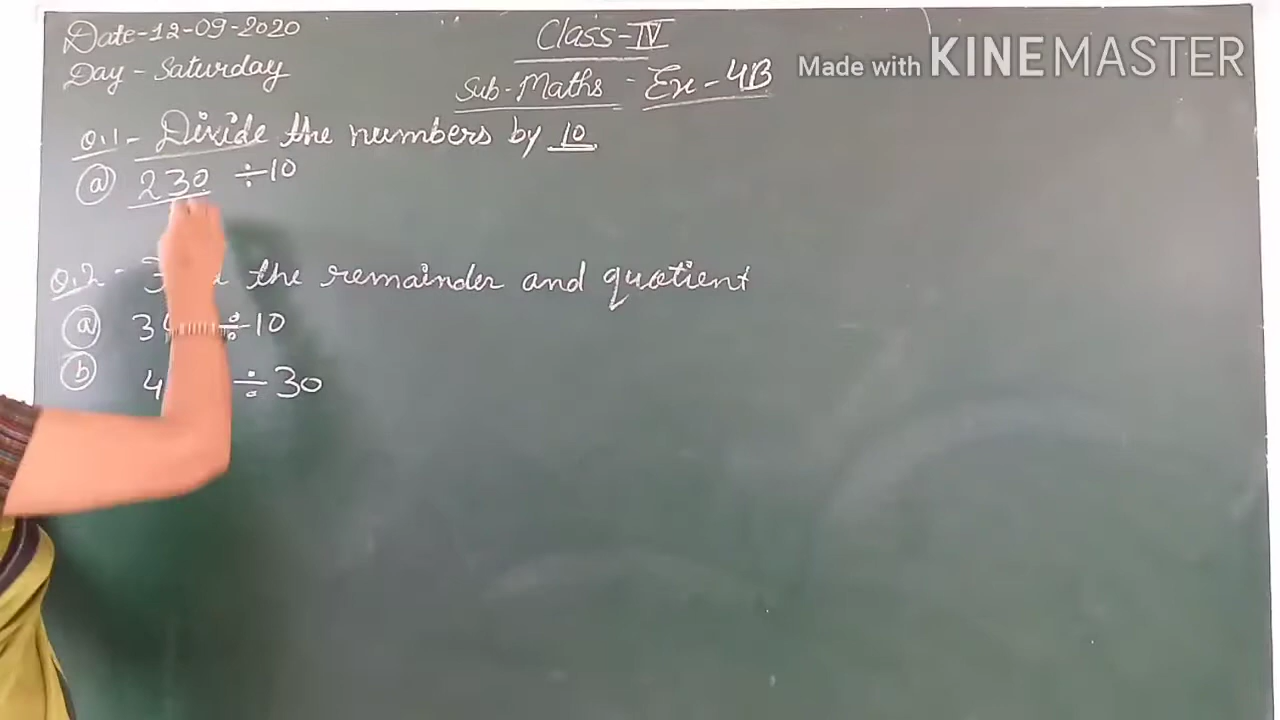 Date-12-09-2020
Class-IV
Day - Saturday
Sub-Maths - Ex-4B
Made with KINEMASTER
Q.1- Divide the numbers by 10
(a) 230 ÷10
Q.2 - the remainder and quotient
(a) ÷10
(b) ÷30